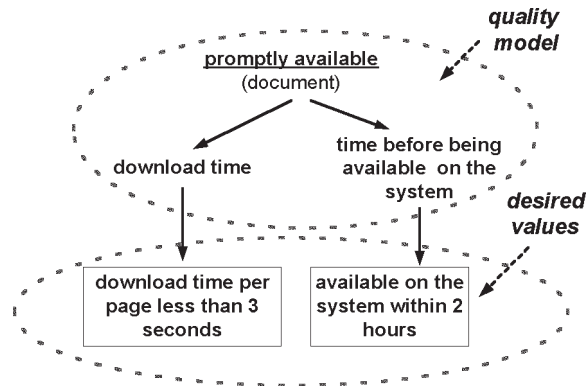 quality
model
promptly available
(document)
download time
time before being
available on the
system
desired
values
download time per
page less than 3
seconds
available on the
system within 2
hours